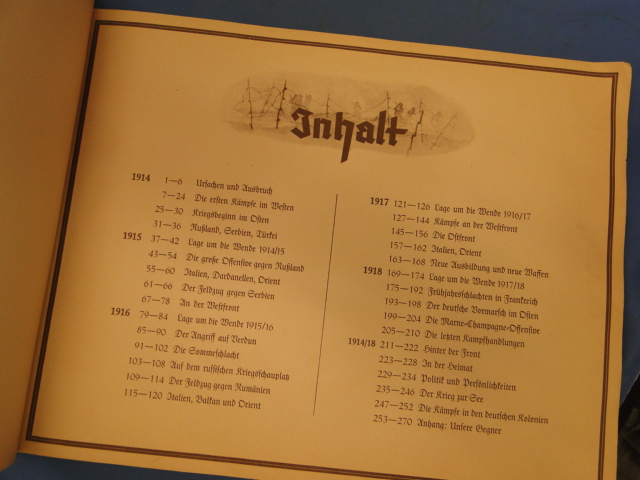 Inhalt
1914 1—6 Ursachen und Ausbruch
7—24 Die ersten Kämpfe im Westen
25—30 Kriegsbeginn im Osten
31—36 Rußland, Serbien, Türkei
1915 37—42 Lage um die Wende 1914/15
43—54 Die große Offensive gegen Rußland
55—60 Italien, Dardanellen, Orient
61—66 Der Feldzug gegen Serbien
67—78 An der Westfront
1916 79—84 Lage um die Wende 1915/16
85—90 Der Angriff auf Verdun
91—102 Die Sommeschlacht
103—108 Auf dem russischen Kriegsschauplatz
109—114 Der Feldzug gegen Rumänien
115—120 Italien, Balkan und Orient
1917 121—126 Lage um die Wende 1916/17
127—144 Kämpfe an der Westfront
145—156 Die Ostfront
157—162 Italien, Orient
163—168 Neue Ausbildung und neue Waffen
1918 169—174 Lage um die Wende 1917/18
175—192 Frühjahrsschlachten in Frankreich
193—198 Der deutsche Vormarsch im Osten
199—204 Die Marne-Champagne-Offensive
205—210 Die letzten Kampfhandlungen
1914/18 211—222 Hinter der Front
223—228 In der Heimat
229—234 Politik und Persönlichkeiten
235—246 Der Krieg zur See
247—252 Die Kämpfe in den deutschen Kolonien
253—270 Anhang: Unsere Gegner